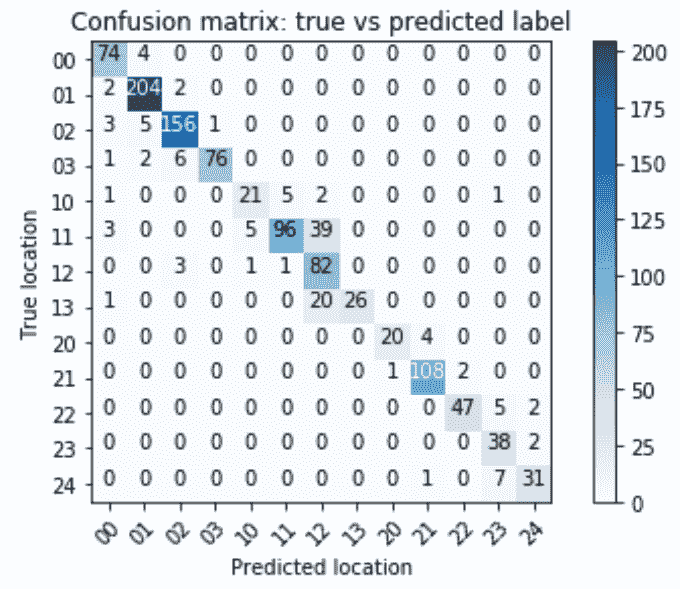 Confusion matrix: true vs predicted label
00 74 4 0 0 0 0 0 0 0 0 0 0 0 200
01 2 204 2 0 0 0 0 0 0 0 0 0 0 175
02 3 5 156 1 0 0 0 0 0 0 0 0 0
03 1 2 6 76 0 0 0 0 0 0 0 0 0 150
10 1 0 0 0 21 5 2 0 0 0 0 1 0
11 3 0 0 0 5 96 39 0 0 0 0 0 0 125
12 0 0 3 0 1 1 82 0 0 0 0 0 0 100
13 1 0 0 0 0 0 20 26 0 0 0 0 0
20 0 0 0 0 0 0 0 0 20 4 0 0 0 75
21 0 0 0 0 0 0 0 0 1 108 2 0 0 50
22 0 0 0 0 0 0 0 0 0 0 47 5 2
23 0 0 0 0 0 0 0 0 0 0 0 38 2 25
24 0 0 0 0 0 0 0 0 0 1 0 7 31 0
00 01 02 03 10 11 12 13 20 21 22 23 24
True location
Predicted location